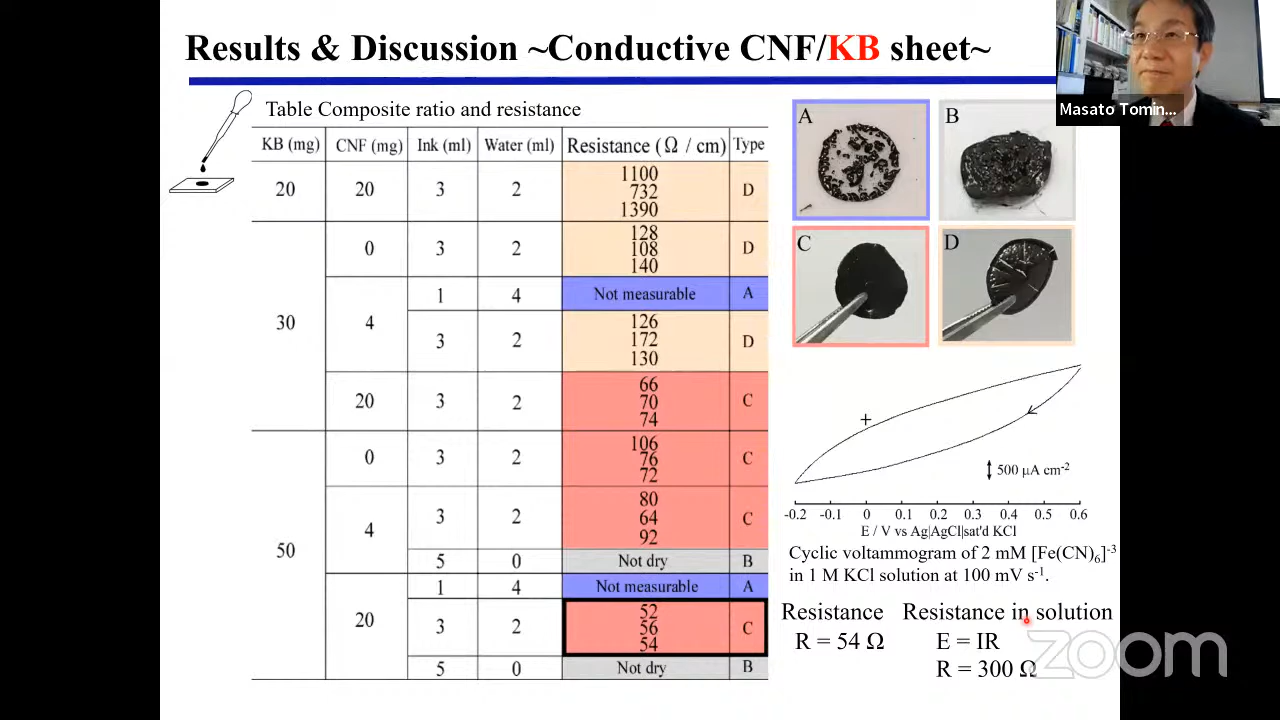 Results & Discussion ~Conductive CNF/KB sheet~
Masato Tomin...
Table Composite ratio and resistance
KB (mg) CNF (mg) Ink (ml) Water (ml) Resistance (Ω / cm) Type
20 20 3 2 1100 732 1390 D
30 0 3 2 128 108 140 D
4 1 4 Not measurable A
3 2 126 172 130 D
20 3 2 66 70 74 C
50 0 3 2 106 76 72 C
4 3 2 80 64 92 C
5 0 Not dry B
20 1 4 Not measurable A
3 2 52 56 54 C
5 0 Not dry B
A
B
C
D
+
500 μA cm-2
-0.2 -0.1 0 0.1 0.2 0.3 0.4 0.5 0.6
E / V vs Ag|AgCl|sat'd KCl
Cyclic voltammogram of 2 mM [Fe(CN)6]-3
in 1 M KCl solution at 100 mV s-1.
Resistance Resistance in solution
R = 54 Ω E = IR
R = 300 Ω
zoom